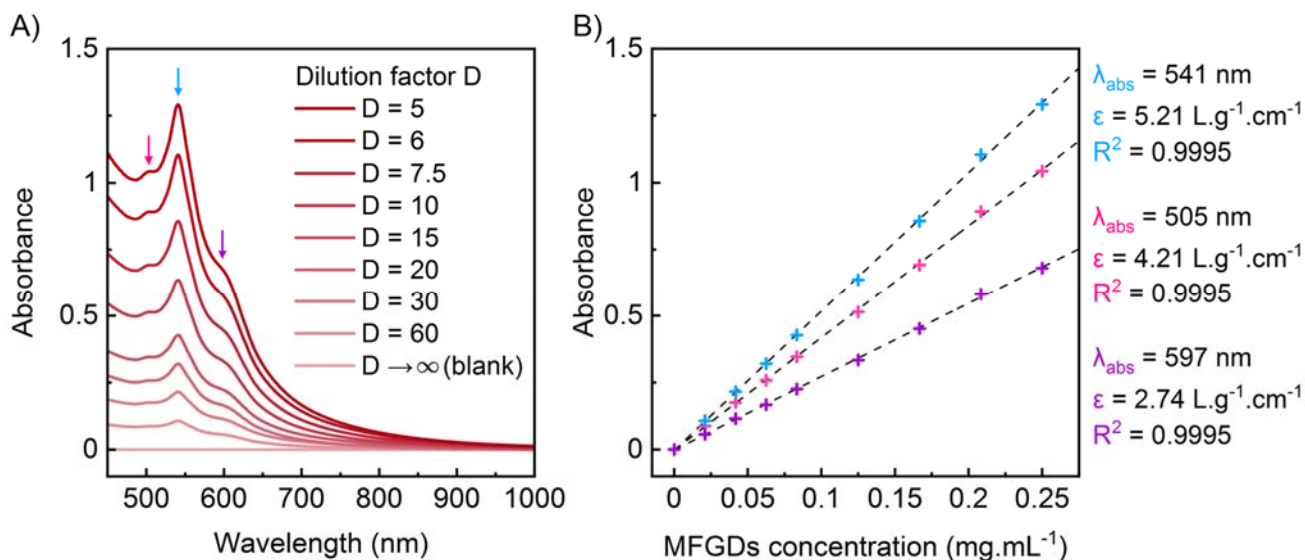 A)
1.5
1
0.5
0
Absorbance
500 600 700 800 900 1000
Wavelength (nm)
Dilution factor D
D = 5
D = 6
D = 7.5
D = 10
D = 15
D = 20
D = 30
D = 60
D →∞ (blank)
B)
1.5
1
0.5
0
Absorbance
0 0.05 0.1 0.15 0.2 0.25
MFGDs concentration (mg.mL⁻¹)
λabs = 541 nm
ε = 5.21 L.g⁻¹.cm⁻¹
R² = 0.9995
λabs = 505 nm
ε = 4.21 L.g⁻¹.cm⁻¹
R² = 0.9995
λabs = 597 nm
ε = 2.74 L.g⁻¹.cm⁻¹
R² = 0.9995